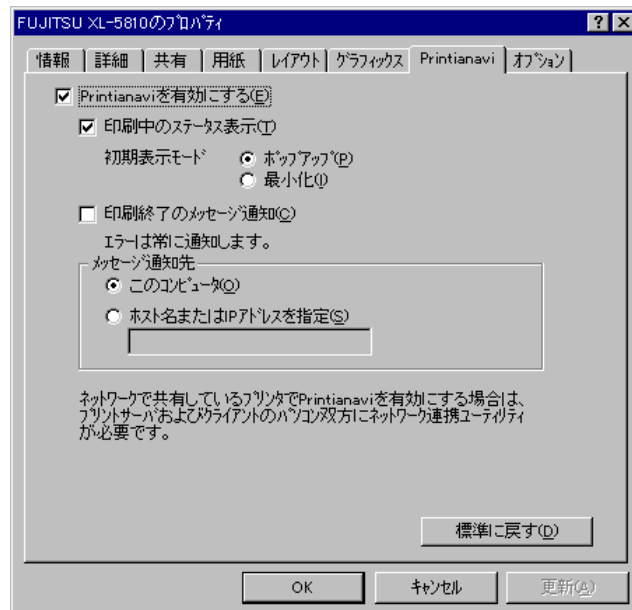 FUJITSU XL-5810のﾌﾟﾛﾊﾟﾃｨ
情報 詳細 共有 用紙 ﾚｲｱｳﾄ ｸﾞﾗﾌｨｯｸｽ Printianavi ｵﾌﾟｼｮﾝ
Printianaviを有効にする(E)
印刷中のステータス表示(T)
初期表示ﾓｰﾄﾞ ﾎﾟｯﾌﾟｱｯﾌﾟ(P)
最小化(I)
印刷終了のﾒｯｾｰｼﾞ通知(C)
ｴﾗｰは常に通知します。
ﾒｯｾｰｼﾞ通知先
このｺﾝﾋﾟｭｰﾀ(O)
ホスト名またはIPｱﾄﾞﾚｽを指定(S)
ﾈｯﾄﾜｰｸで共有しているﾌﾟﾘﾝﾀでPrintianaviを有効にする場合は、
ﾌﾟﾘﾝﾄｻｰﾊﾞおよびｸﾗｲｱﾝﾄのﾊﾟｿｺﾝ双方にﾈｯﾄﾜｰｸ連携ﾕｰﾃｨﾘﾃｨ
が必要です。
標準に戻す(D)
OK ｷｬﾝｾﾙ 更新(A)